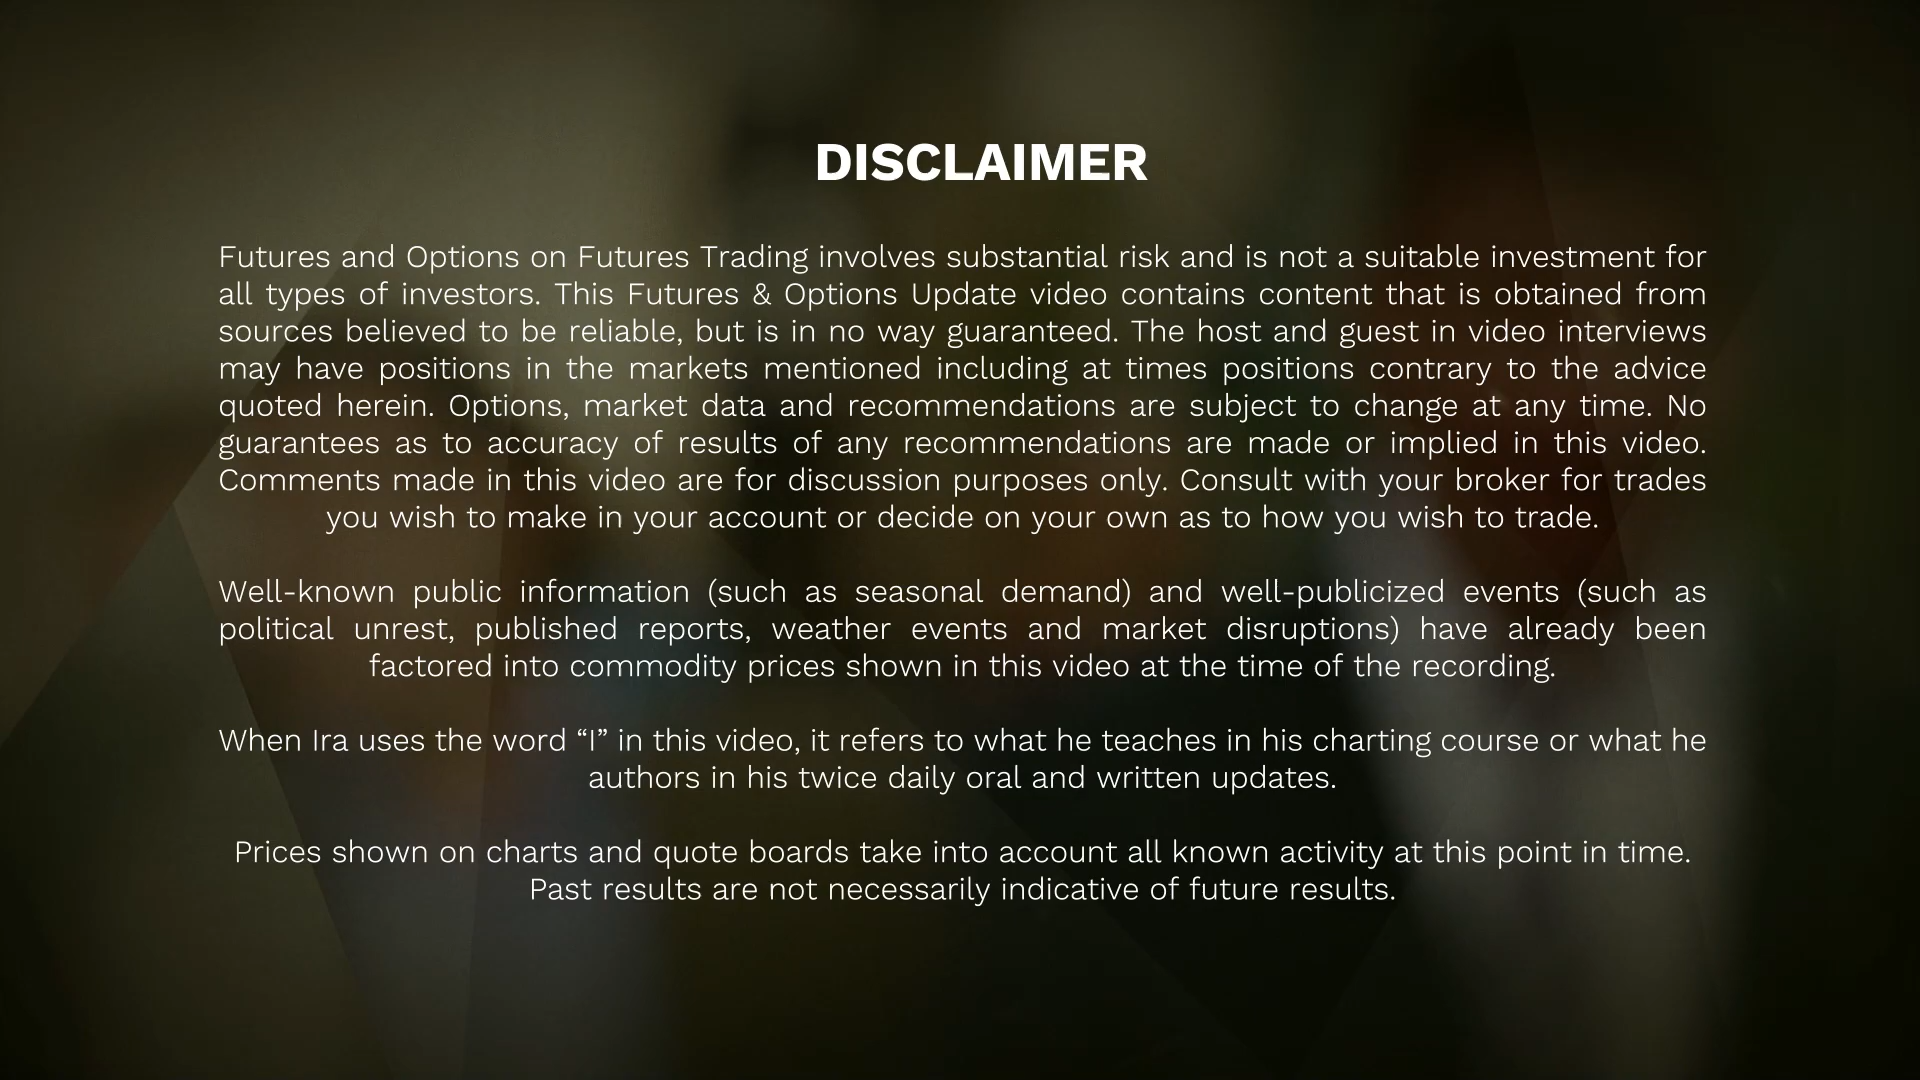 DISCLAIMER
Futures and Options on Futures Trading involves substantial risk and is not a suitable investment for
all types of investors. This Futures & Options Update video contains content that is obtained from
sources believed to be reliable, but is in no way guaranteed. The host and guest in video interviews
may have positions in the markets mentioned including at times positions contrary to the advice
quoted herein. Options, market data and recommendations are subject to change at any time. No
guarantees as to accuracy of results of any recommendations are made or implied in this video.
Comments made in this video are for discussion purposes only. Consult with your broker for trades
you wish to make in your account or decide on your own as to how you wish to trade.
Well-known public information (such as seasonal demand) and well-publicized events (such as
political unrest, published reports, weather events and market disruptions) have already been
factored into commodity prices shown in this video at the time of the recording.
When Ira uses the word “I” in this video, it refers to what he teaches in his charting course or what he
authors in his twice daily oral and written updates.
Prices shown on charts and quote boards take into account all known activity at this point in time.
Past results are not necessarily indicative of future results.